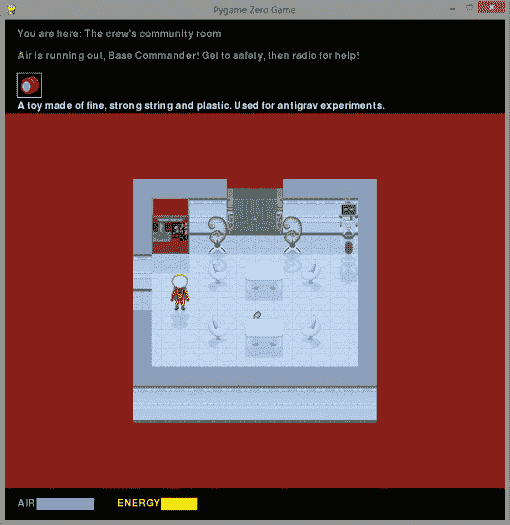 Pygame Zero Game
You are here: The crew's community room
Air is running out, Base Commander! Get to safety, then radio for help!
A toy made of fine, strong string and plastic. Used for antigrav experiments.
AIR ENERGY